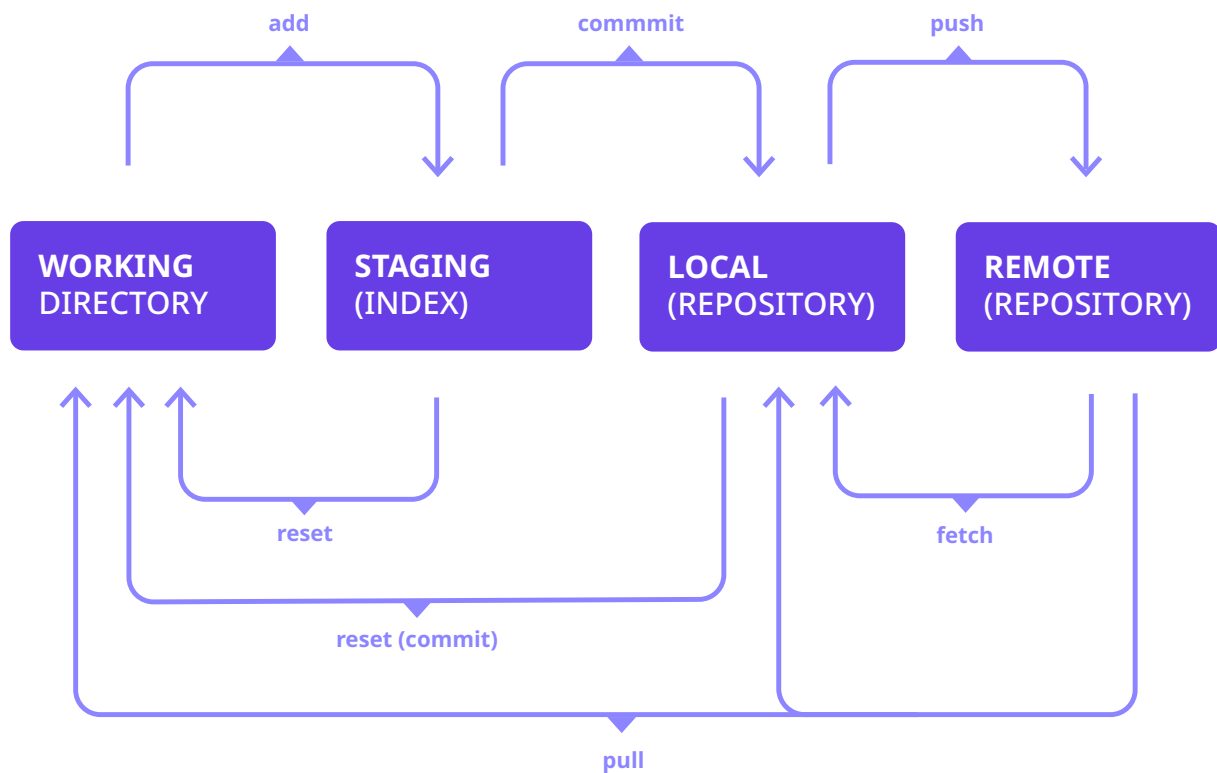 add
commmit
push
WORKING
DIRECTORY
STAGING
(INDEX)
LOCAL
(REPOSITORY)
REMOTE
(REPOSITORY)
reset
fetch
reset (commit)
pull